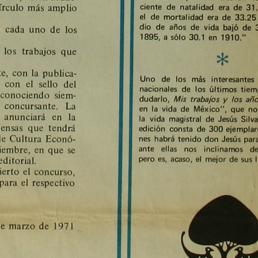 írculo más amplio
cada uno de los
los trabajos que
te, con la publica-
con el sello del
econociendo siem-
concursante. La
anunciará en la
ensas que tendrá
e Cultura Econó-
iembre, en que se
editorial.
ierto el concurso,
para el respectivo
de marzo de 1971
ciente de natalidad era de 31.
el de mortalidad era de 33.25
dio de años de vida bajó de 3
1895, a sólo 30.1 en 1910."
*
Uno de los más interesantes
nacionales de los últimos tiem
dudarlo, Mis trabajos y los año
en la vida de México", que no
la vida magistral de Jesús Silva
edición consta de 300 ejemplare
nes habrá tenido don Jesús para
ante ellas nos inclinamos de
pero es, acaso, el mejor de sus l